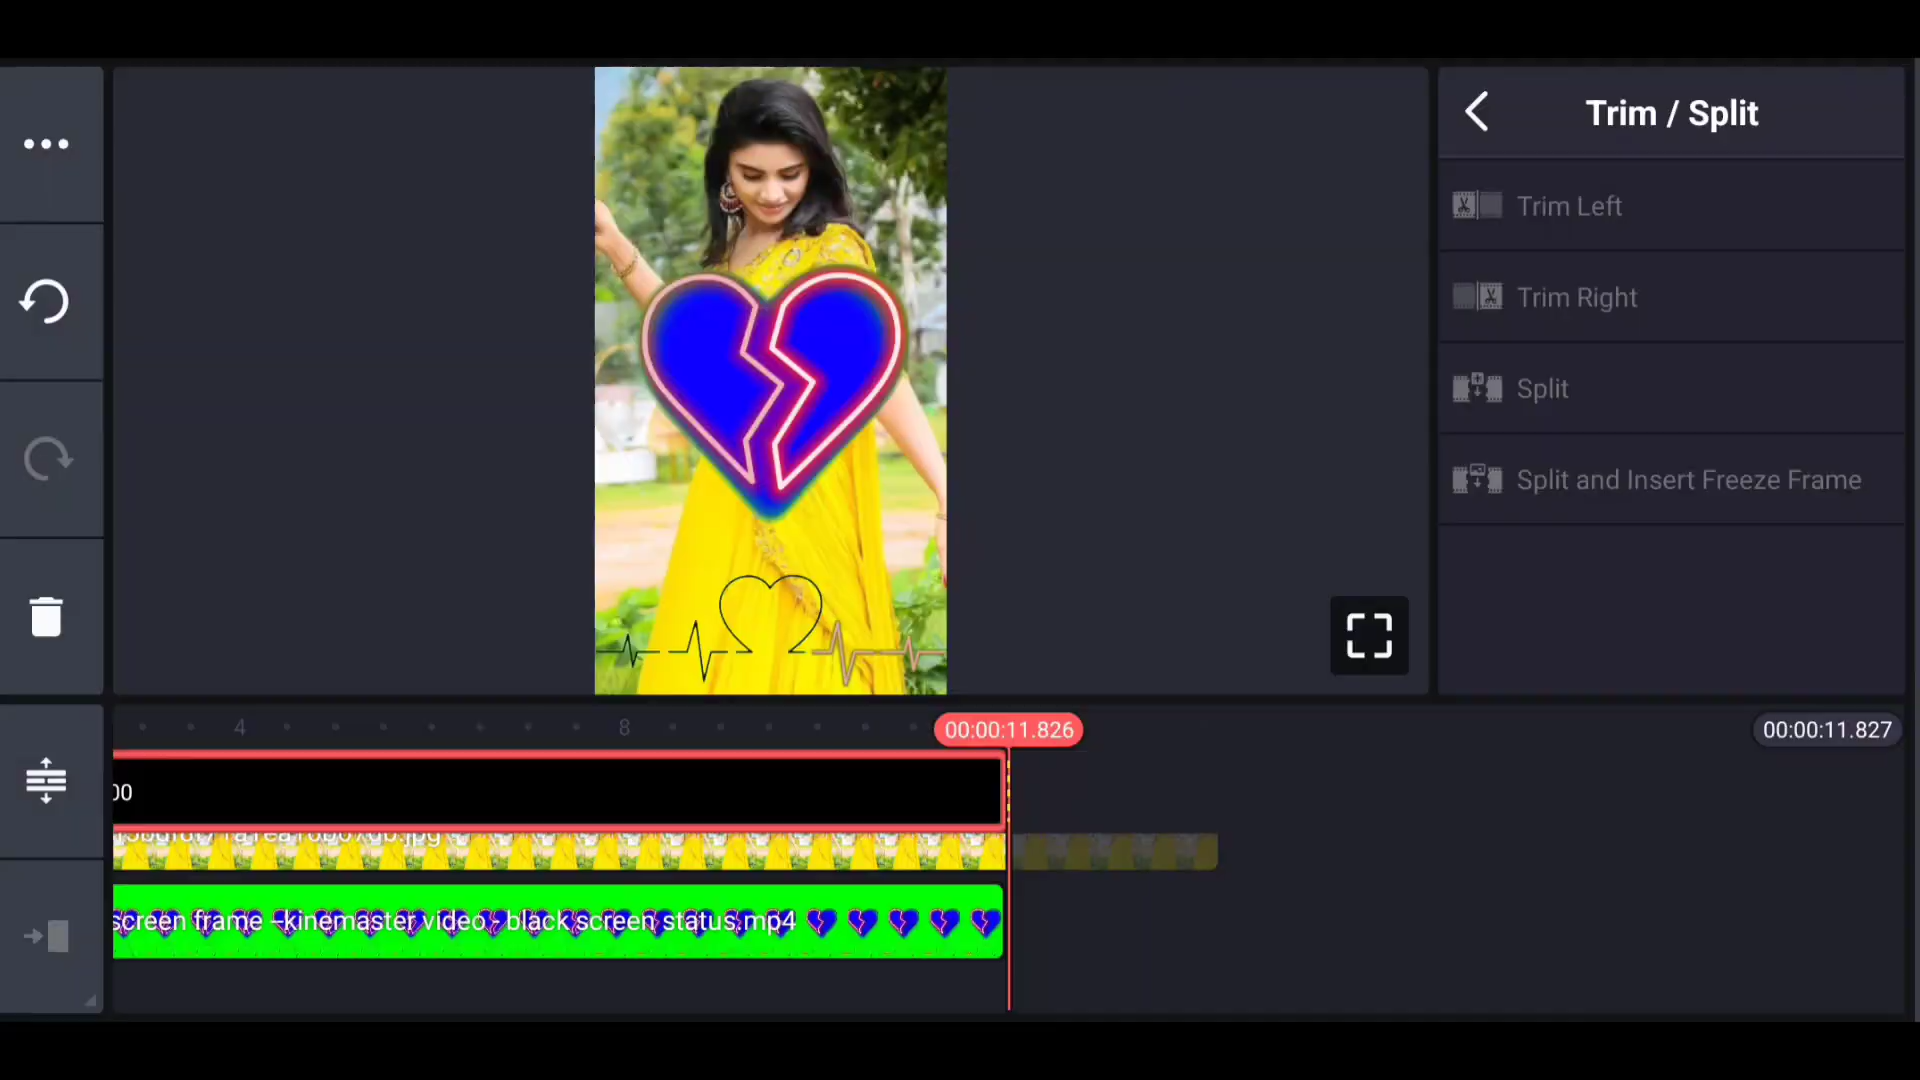 Trim / Split
Trim Left
Trim Right
Split
Split and Insert Freeze Frame
4
8
00:00:11.826
00:00:11.827
00
screen frame -kinemaster video - black screen status.mp4